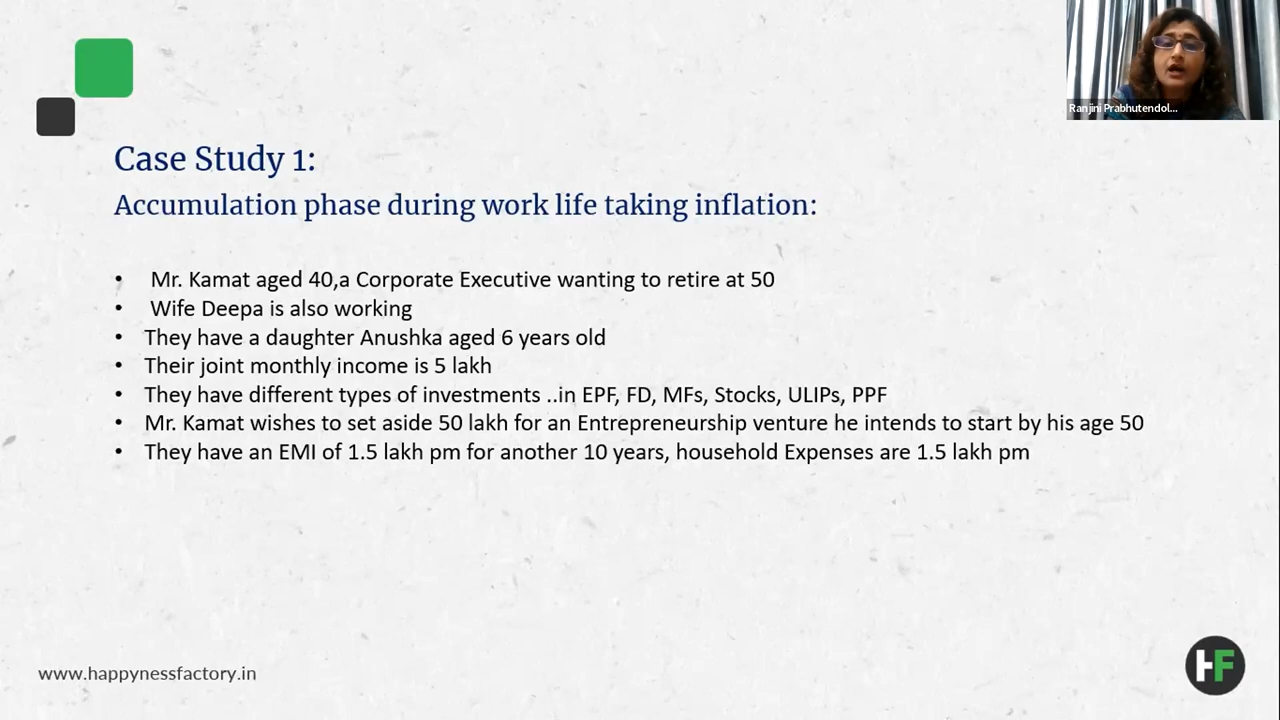 Ranjini Prabhutendol...
Case Study 1:
Accumulation phase during work life taking inflation:
• Mr. Kamat aged 40,a Corporate Executive wanting to retire at 50
• Wife Deepa is also working
• They have a daughter Anushka aged 6 years old
• Their joint monthly income is 5 lakh
• They have different types of investments ..in EPF, FD, MFs, Stocks, ULIPs, PPF
• Mr. Kamat wishes to set aside 50 lakh for an Entrepreneurship venture he intends to start by his age 50
• They have an EMI of 1.5 lakh pm for another 10 years, household Expenses are 1.5 lakh pm
www.happynessfactory.in
HF